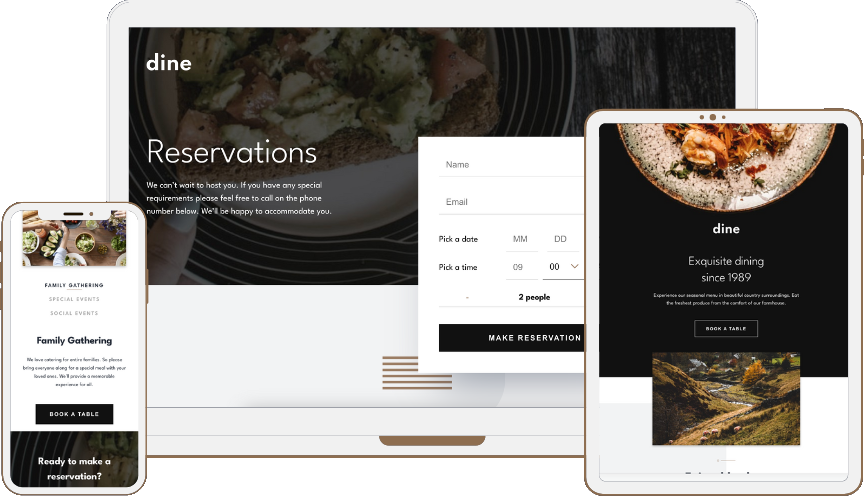 dine
Reservations
We can't wait to host you. If you have any special
requirements please feel free to call on the phone
number below. We'll be happy to accommodate you.
Name
Email
Pick a date
MM
DD
Pick a time
09
00
-
2 people
MAKE RESERVATION
FAMILY GATHERING
SPECIAL EVENTS
SOCIAL EVENTS
Family Gathering
We love catering for entire families. So please
bring everyone along for a special meal with your
loved ones. We'll provide a memorable
experience for all.
BOOK A TABLE
Ready to make a
reservation?
dine
Exquisite dining
since 1989
Experience our seasonal menu in beautiful country surroundings. Eat
the freshest produce from the comfort of our farmhouse.
BOOK A TABLE